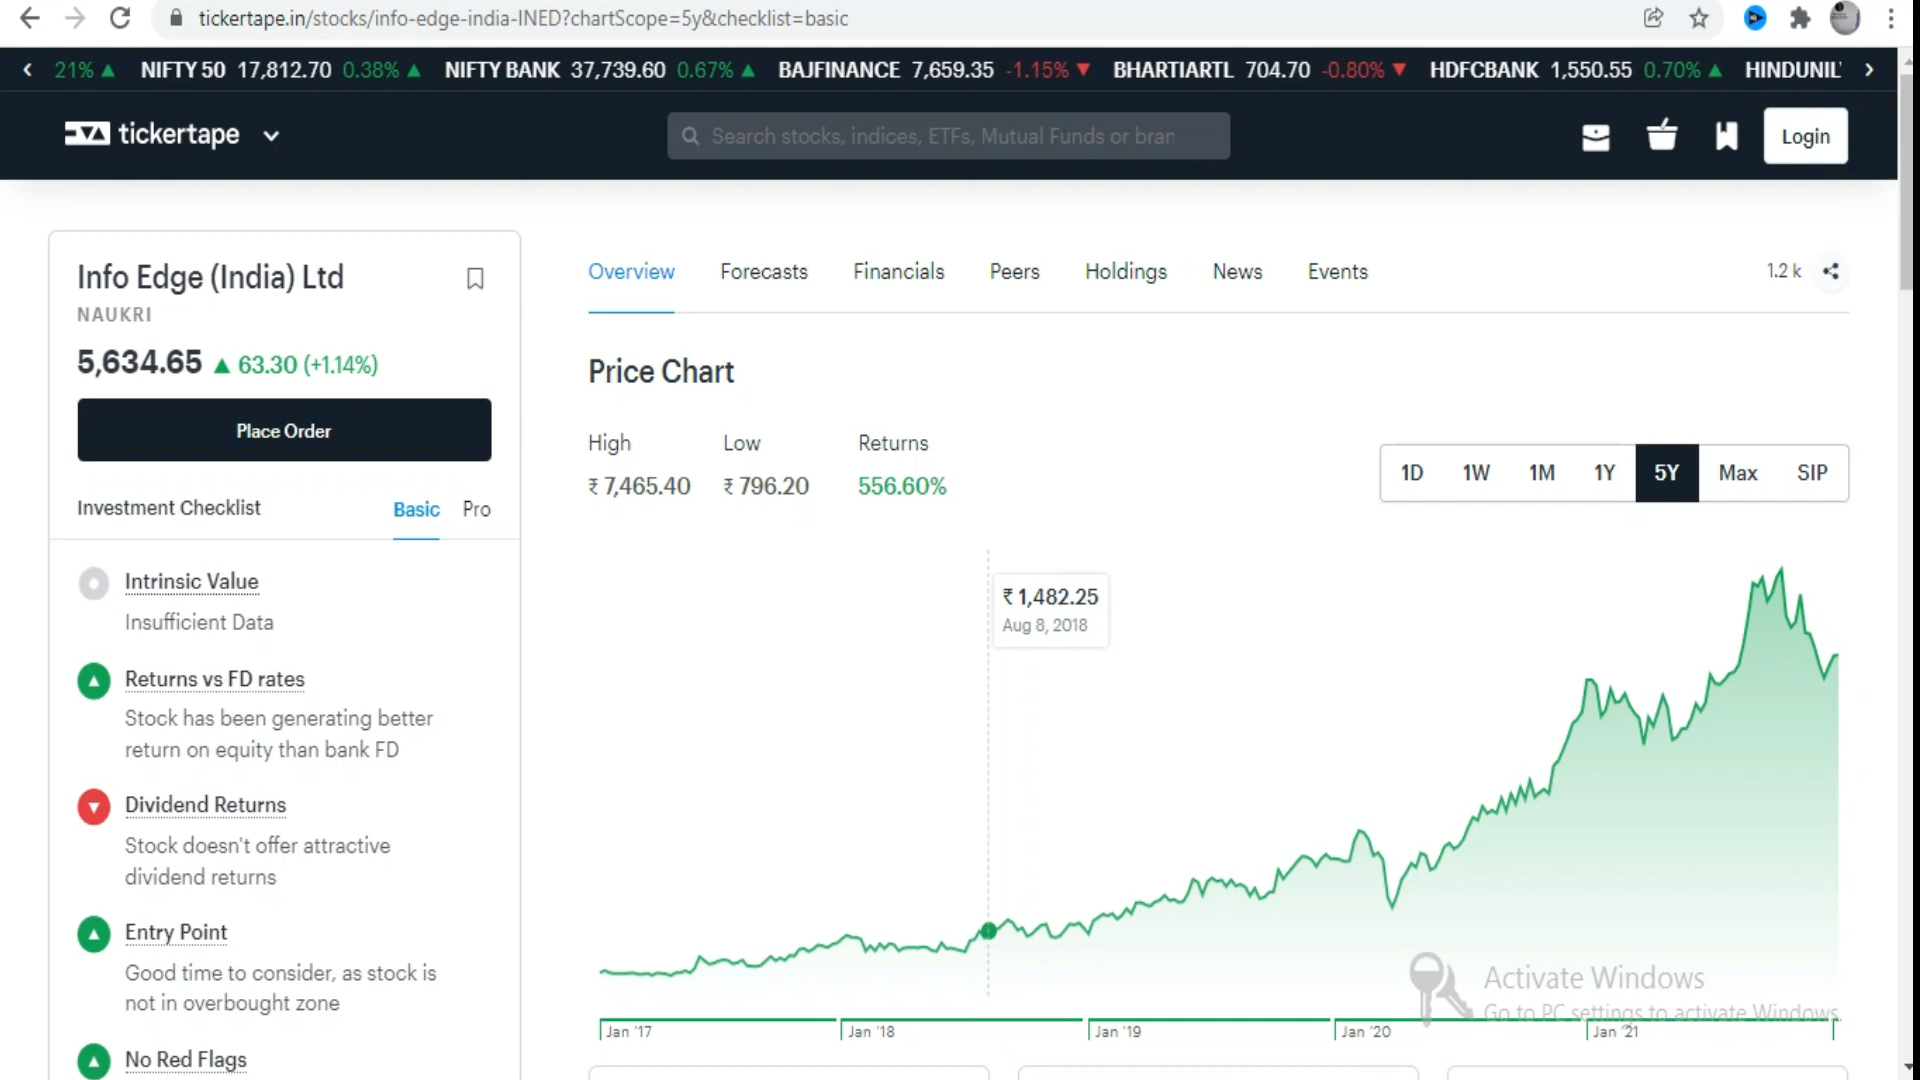 tickertape.in/stocks/info-edge-india-INED?chartScope=5y&checklist=basic
21% ▲ NIFTY 50 17,812.70 0.38% ▲ NIFTY BANK 37,739.60 0.67% ▲ BAJFINANCE 7,659.35 -1.15% ▼ BHARTIARTL 704.70 -0.80% ▼ HDFCBANK 1,550.55 0.70% ▲ HINDUNIL
tickertape
Search stocks, indices, ETFs, Mutual Funds or bran
Login
Info Edge (India) Ltd
NAUKRI
5,634.65 ▲ 63.30 (+1.14%)
Place Order
Investment Checklist Basic Pro
Intrinsic Value
Insufficient Data
Returns vs FD rates
Stock has been generating better
return on equity than bank FD
Dividend Returns
Stock doesn't offer attractive
dividend returns
Entry Point
Good time to consider, as stock is
not in overbought zone
No Red Flags
Overview Forecasts Financials Peers Holdings News Events
1.2 k
Price Chart
High Low Returns
₹ 7,465.40 ₹ 796.20 556.60%
1D 1W 1M 1Y 5Y Max SIP
₹ 1,482.25
Aug 8, 2018
Jan '17 Jan '18 Jan '19 Jan '20 Jan '21
Activate Windows
Go to PC settings to activate Windows.